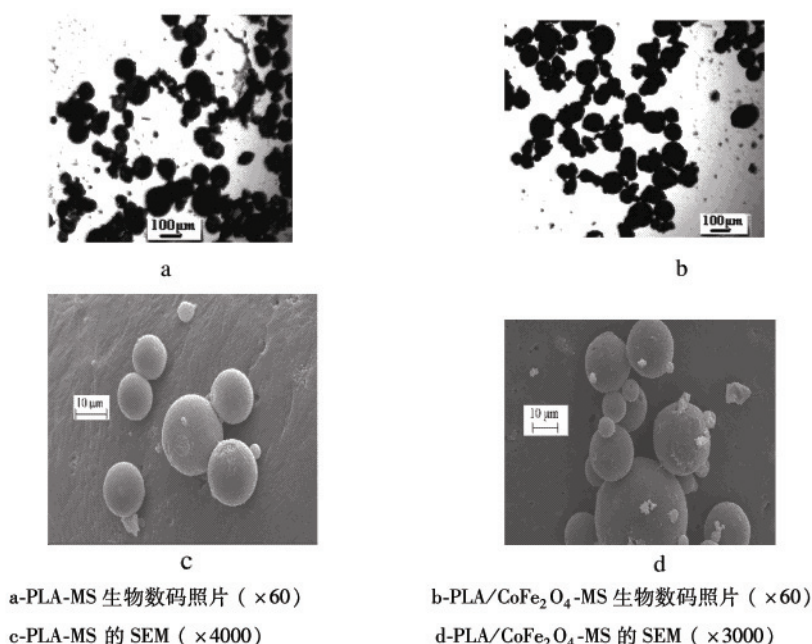 100μm
100μm
a
b
10 μm
10 μm
c
d
a-PLA-MS 生物数码照片（×60）
b-PLA/CoFe₂O₄-MS 生物数码照片（×60）
c-PLA-MS 的 SEM（×4000）
d-PLA/CoFe₂O₄-MS 的 SEM（×3000）